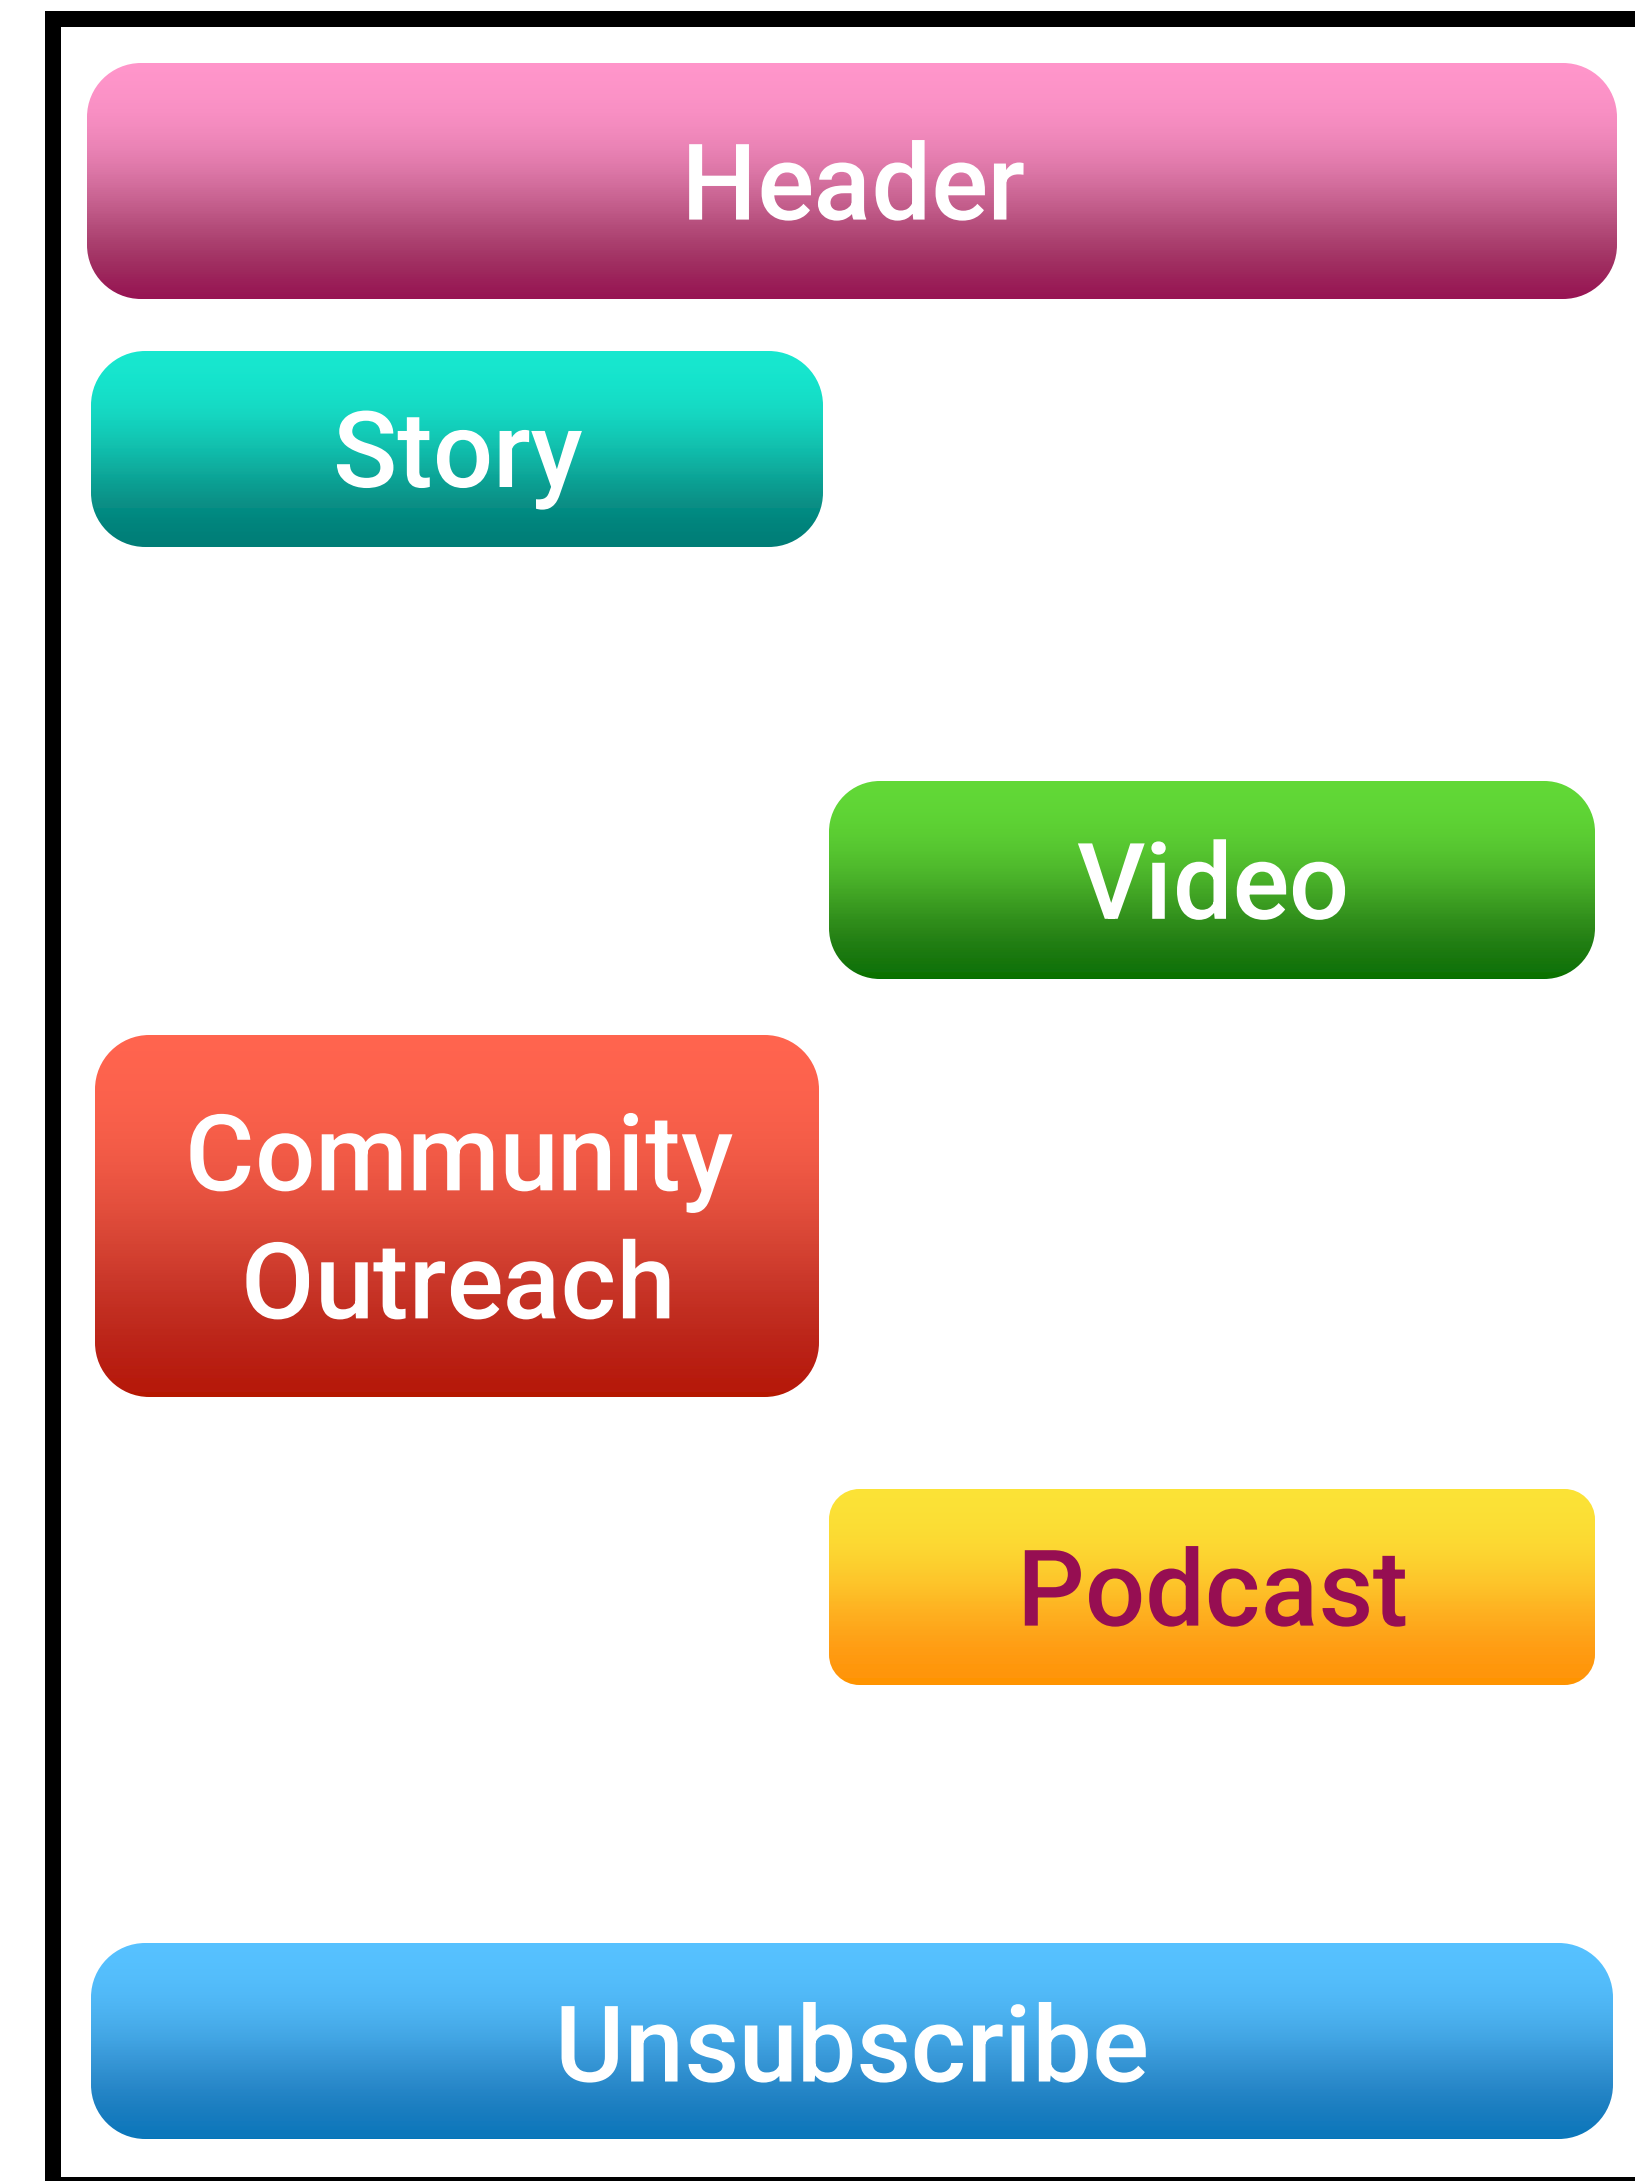 Header
Story
Video
Community
Outreach
Podcast
Unsubscribe